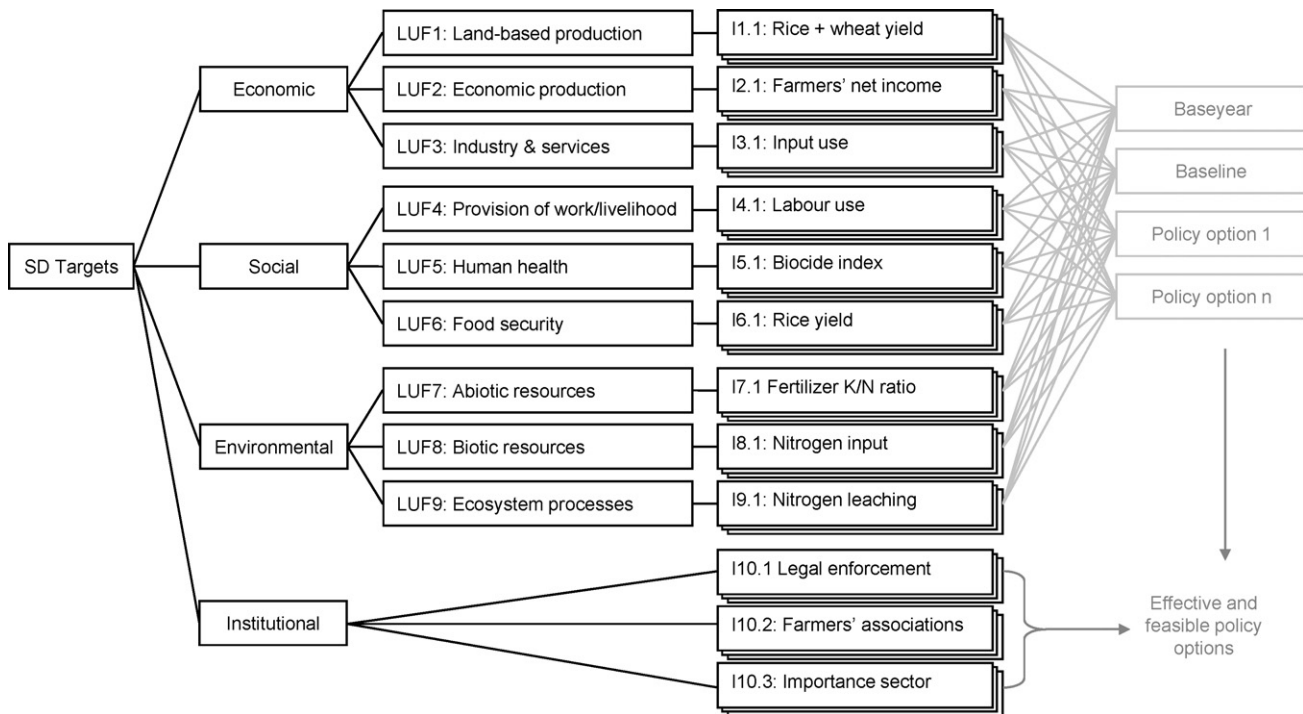 SD Targets
Economic
Social
Environmental
Institutional
LUF1: Land-based production
LUF2: Economic production
LUF3: Industry & services
LUF4: Provision of work/livelihood
LUF5: Human health
LUF6: Food security
LUF7: Abiotic resources
LUF8: Biotic resources
LUF9: Ecosystem processes
I1.1: Rice + wheat yield
I2.1: Farmers’ net income
I3.1: Input use
I4.1: Labour use
I5.1: Biocide index
I6.1: Rice yield
I7.1 Fertilizer K/N ratio
I8.1: Nitrogen input
I9.1: Nitrogen leaching
I10.1 Legal enforcement
I10.2: Farmers’ associations
I10.3: Importance sector
Baseyear
Baseline
Policy option 1
Policy option n
Effective and
feasible policy
options